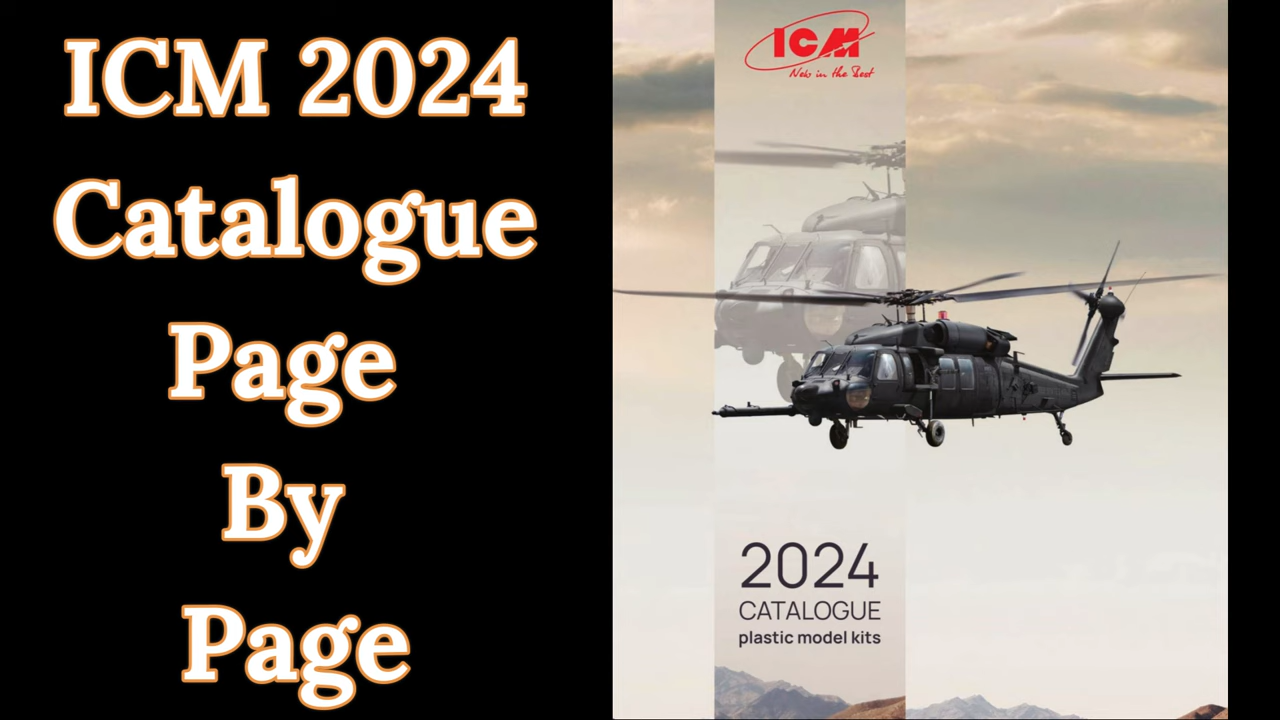 ICM 2024
Catalogue
Page
By
Page
ICM
New in the Best
2024
CATALOGUE
plastic model kits